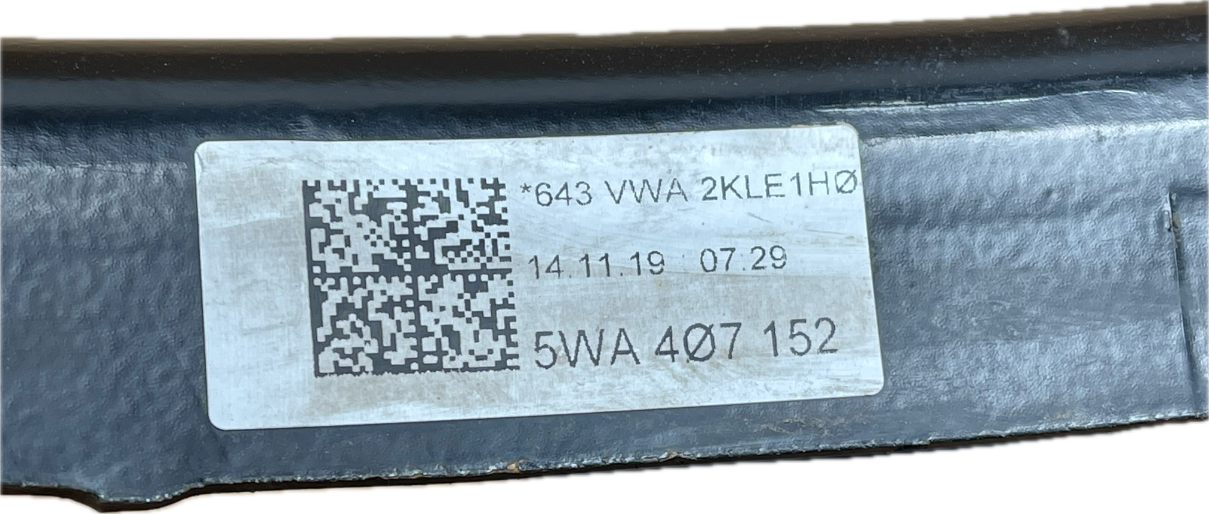 *643 VWA 2KLE1HØ
14.11.19 07.29
5WA 4Ø7 152